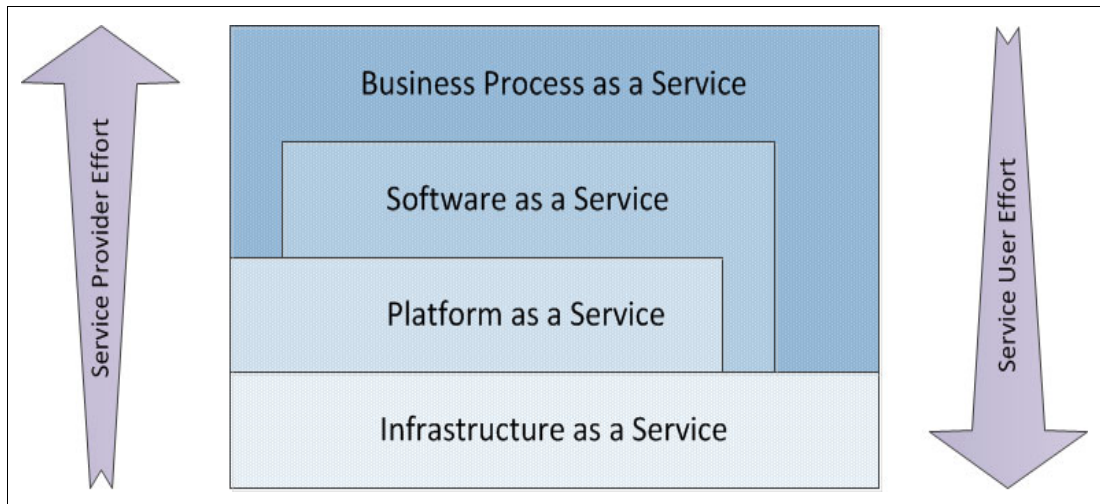 Service Provider Effort
Business Process as a Service
Software as a Service
Platform as a Service
Infrastructure as a Service
Service User Effort